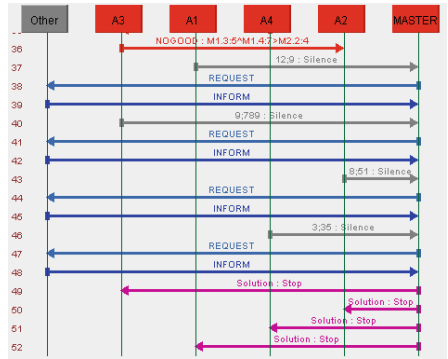 Other A3 A1 A4 A2 MASTER
36 NOGOOD : M1.3:5^M1.4:7>M2.2:4
37 12;9 : Silence
38 REQUEST
39 INFORM
40 9;789 : Silence
41 REQUEST
42 INFORM
43 8;51 : Silence
44 REQUEST
45 INFORM
46 3;35 : Silence
47 REQUEST
48 INFORM
49 Solution : Stop
50 Solution : Stop
51 Solution : Stop
52 Solution : Stop